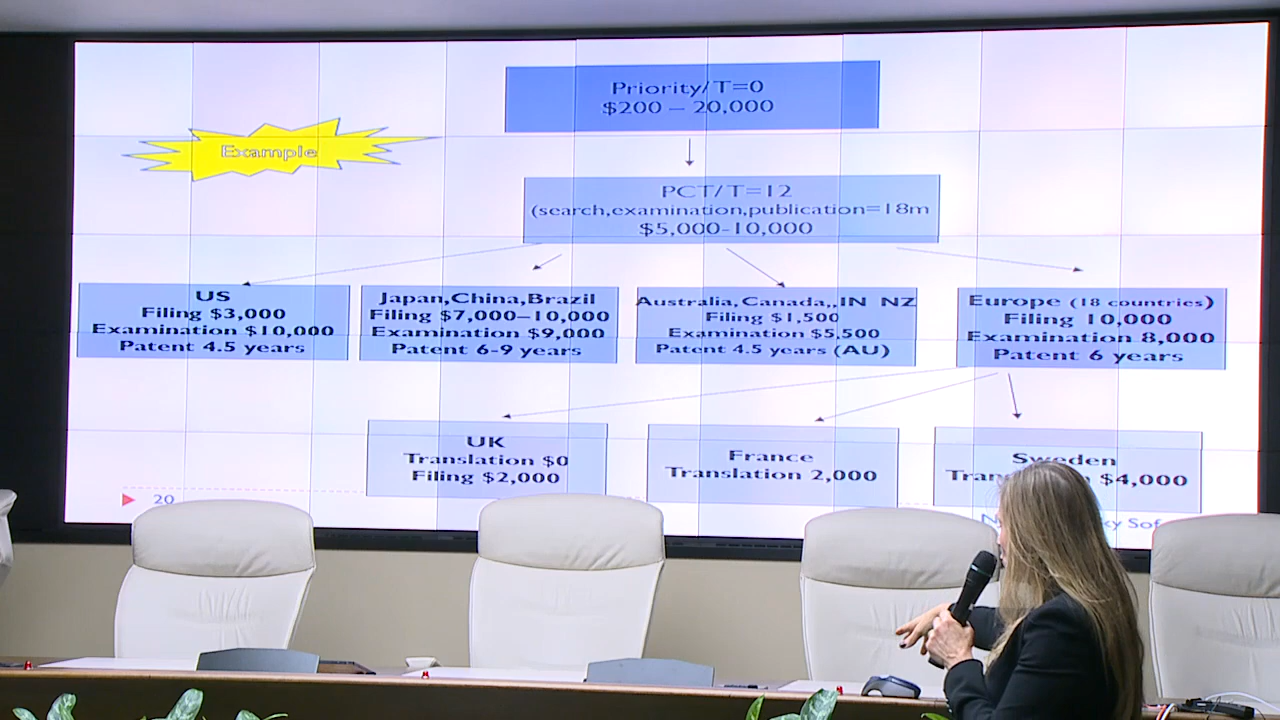 Priority/T=0
$200 – 20,000
Example
PCT/T=12
(search,examination,publication=18m
$5,000-10,000
US
Filing $3,000
Examination $10,000
Patent 4.5 years
Japan,China,Brazil
Filing $7,000–10,000
Examination $9,000
Patent 6-9 years
Australia,Canada,,IN NZ
Filing $1,500
Examination $5,500
Patent 4.5 years (AU)
Europe (18 countries)
Filing 10,000
Examination 8,000
Patent 6 years
UK
Translation $0
Filing $2,000
France
Translation 2,000
Sweden
$4,000
20